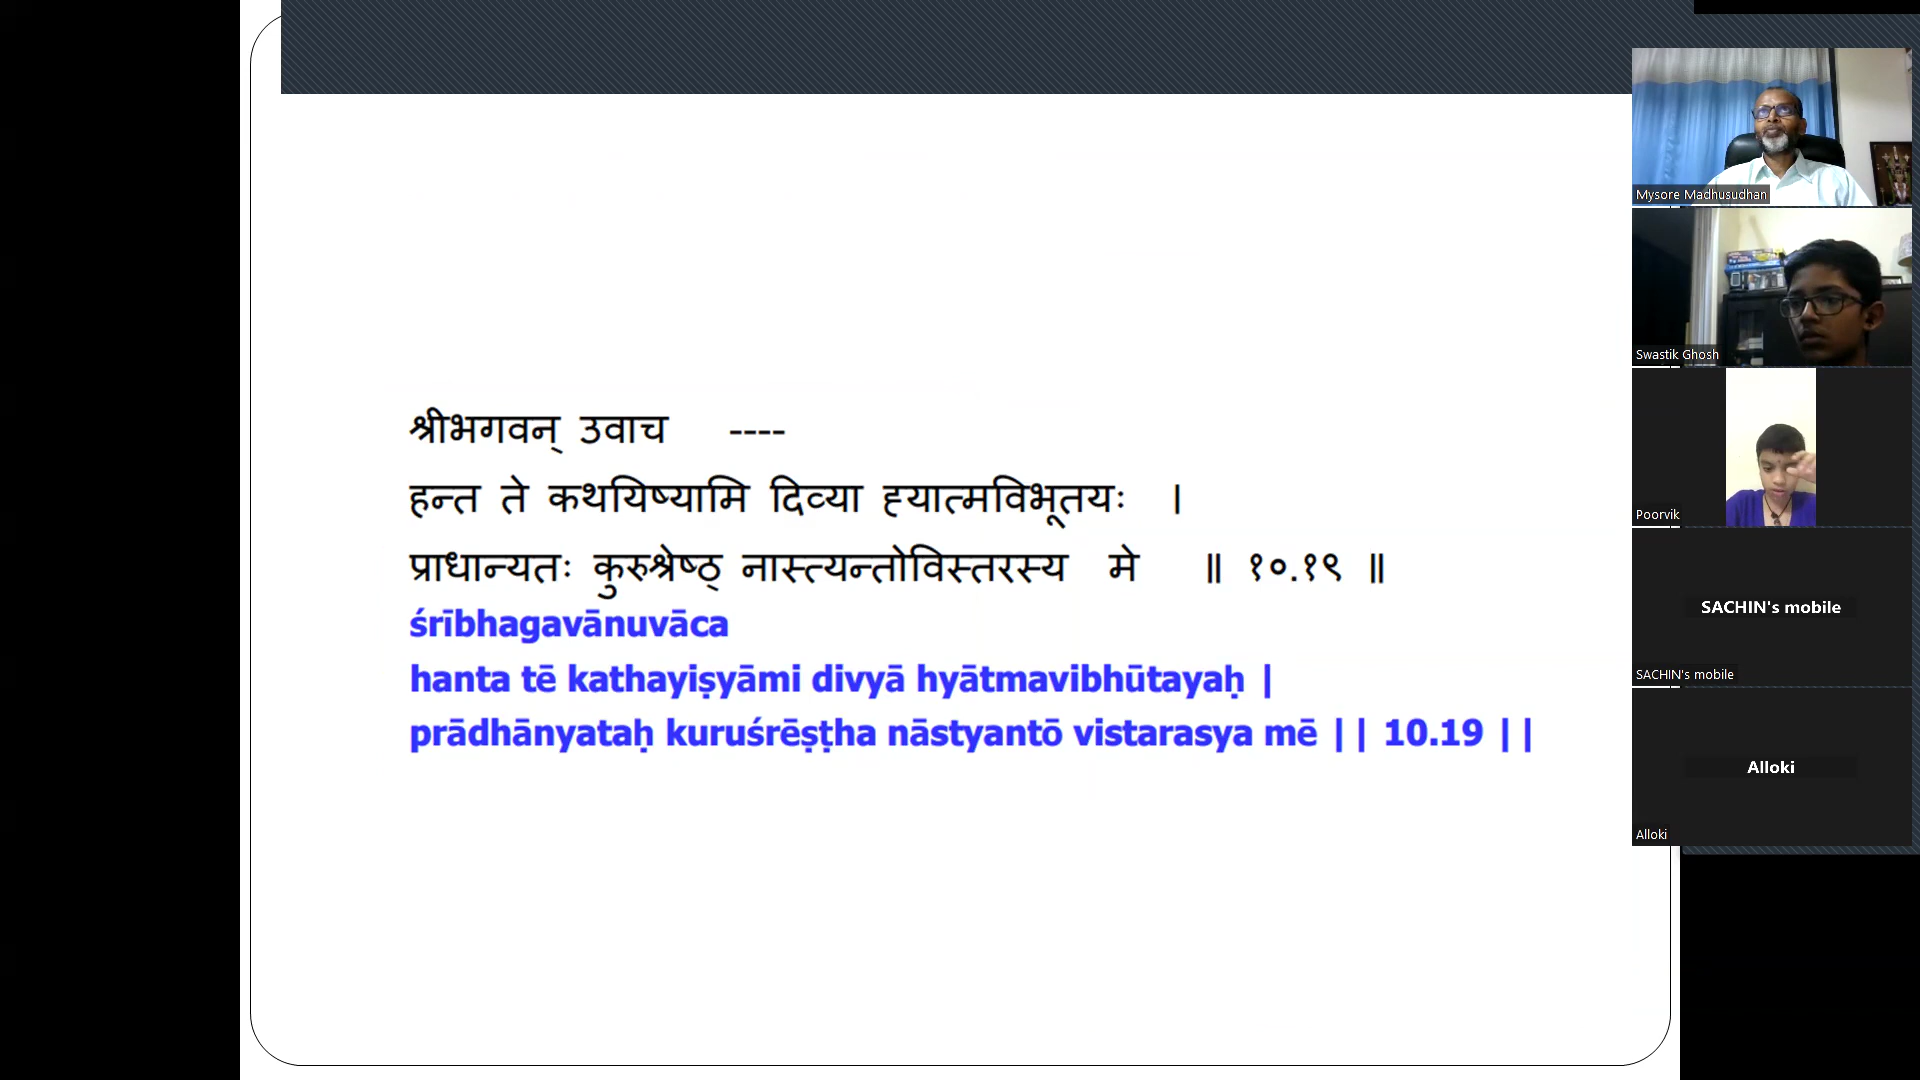 श्रीभगवन् उवाच ----
हन्त ते कथयिष्यामि दिव्या ह्यात्मविभूतयः ।
प्राधान्यतः कुरुश्रेष्ठ् नास्त्यन्तोविस्तरस्य मे ॥ १०.१९ ॥
śrībhagavānuvāca
hanta tē kathayiṣyāmi divyā hyātmavibhūtayaḥ |
prādhānyataḥ kuruśrēṣṭha nāstyantō vistarasya mē || 10.19 ||
Mysore Madhusudhan
Swastik Ghosh
Poorvik
SACHIN's mobile
SACHIN's mobile
Alloki
Alloki